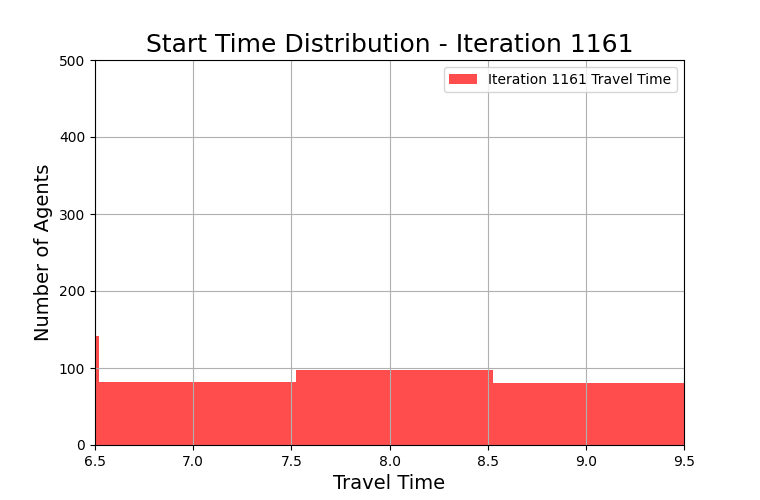 Start Time Distribution - Iteration 1161
500
Iteration 1161 Travel Time
400
300
200
100
0
Number of Agents
6.5 7.0 7.5 8.0 8.5 9.0 9.5
Travel Time